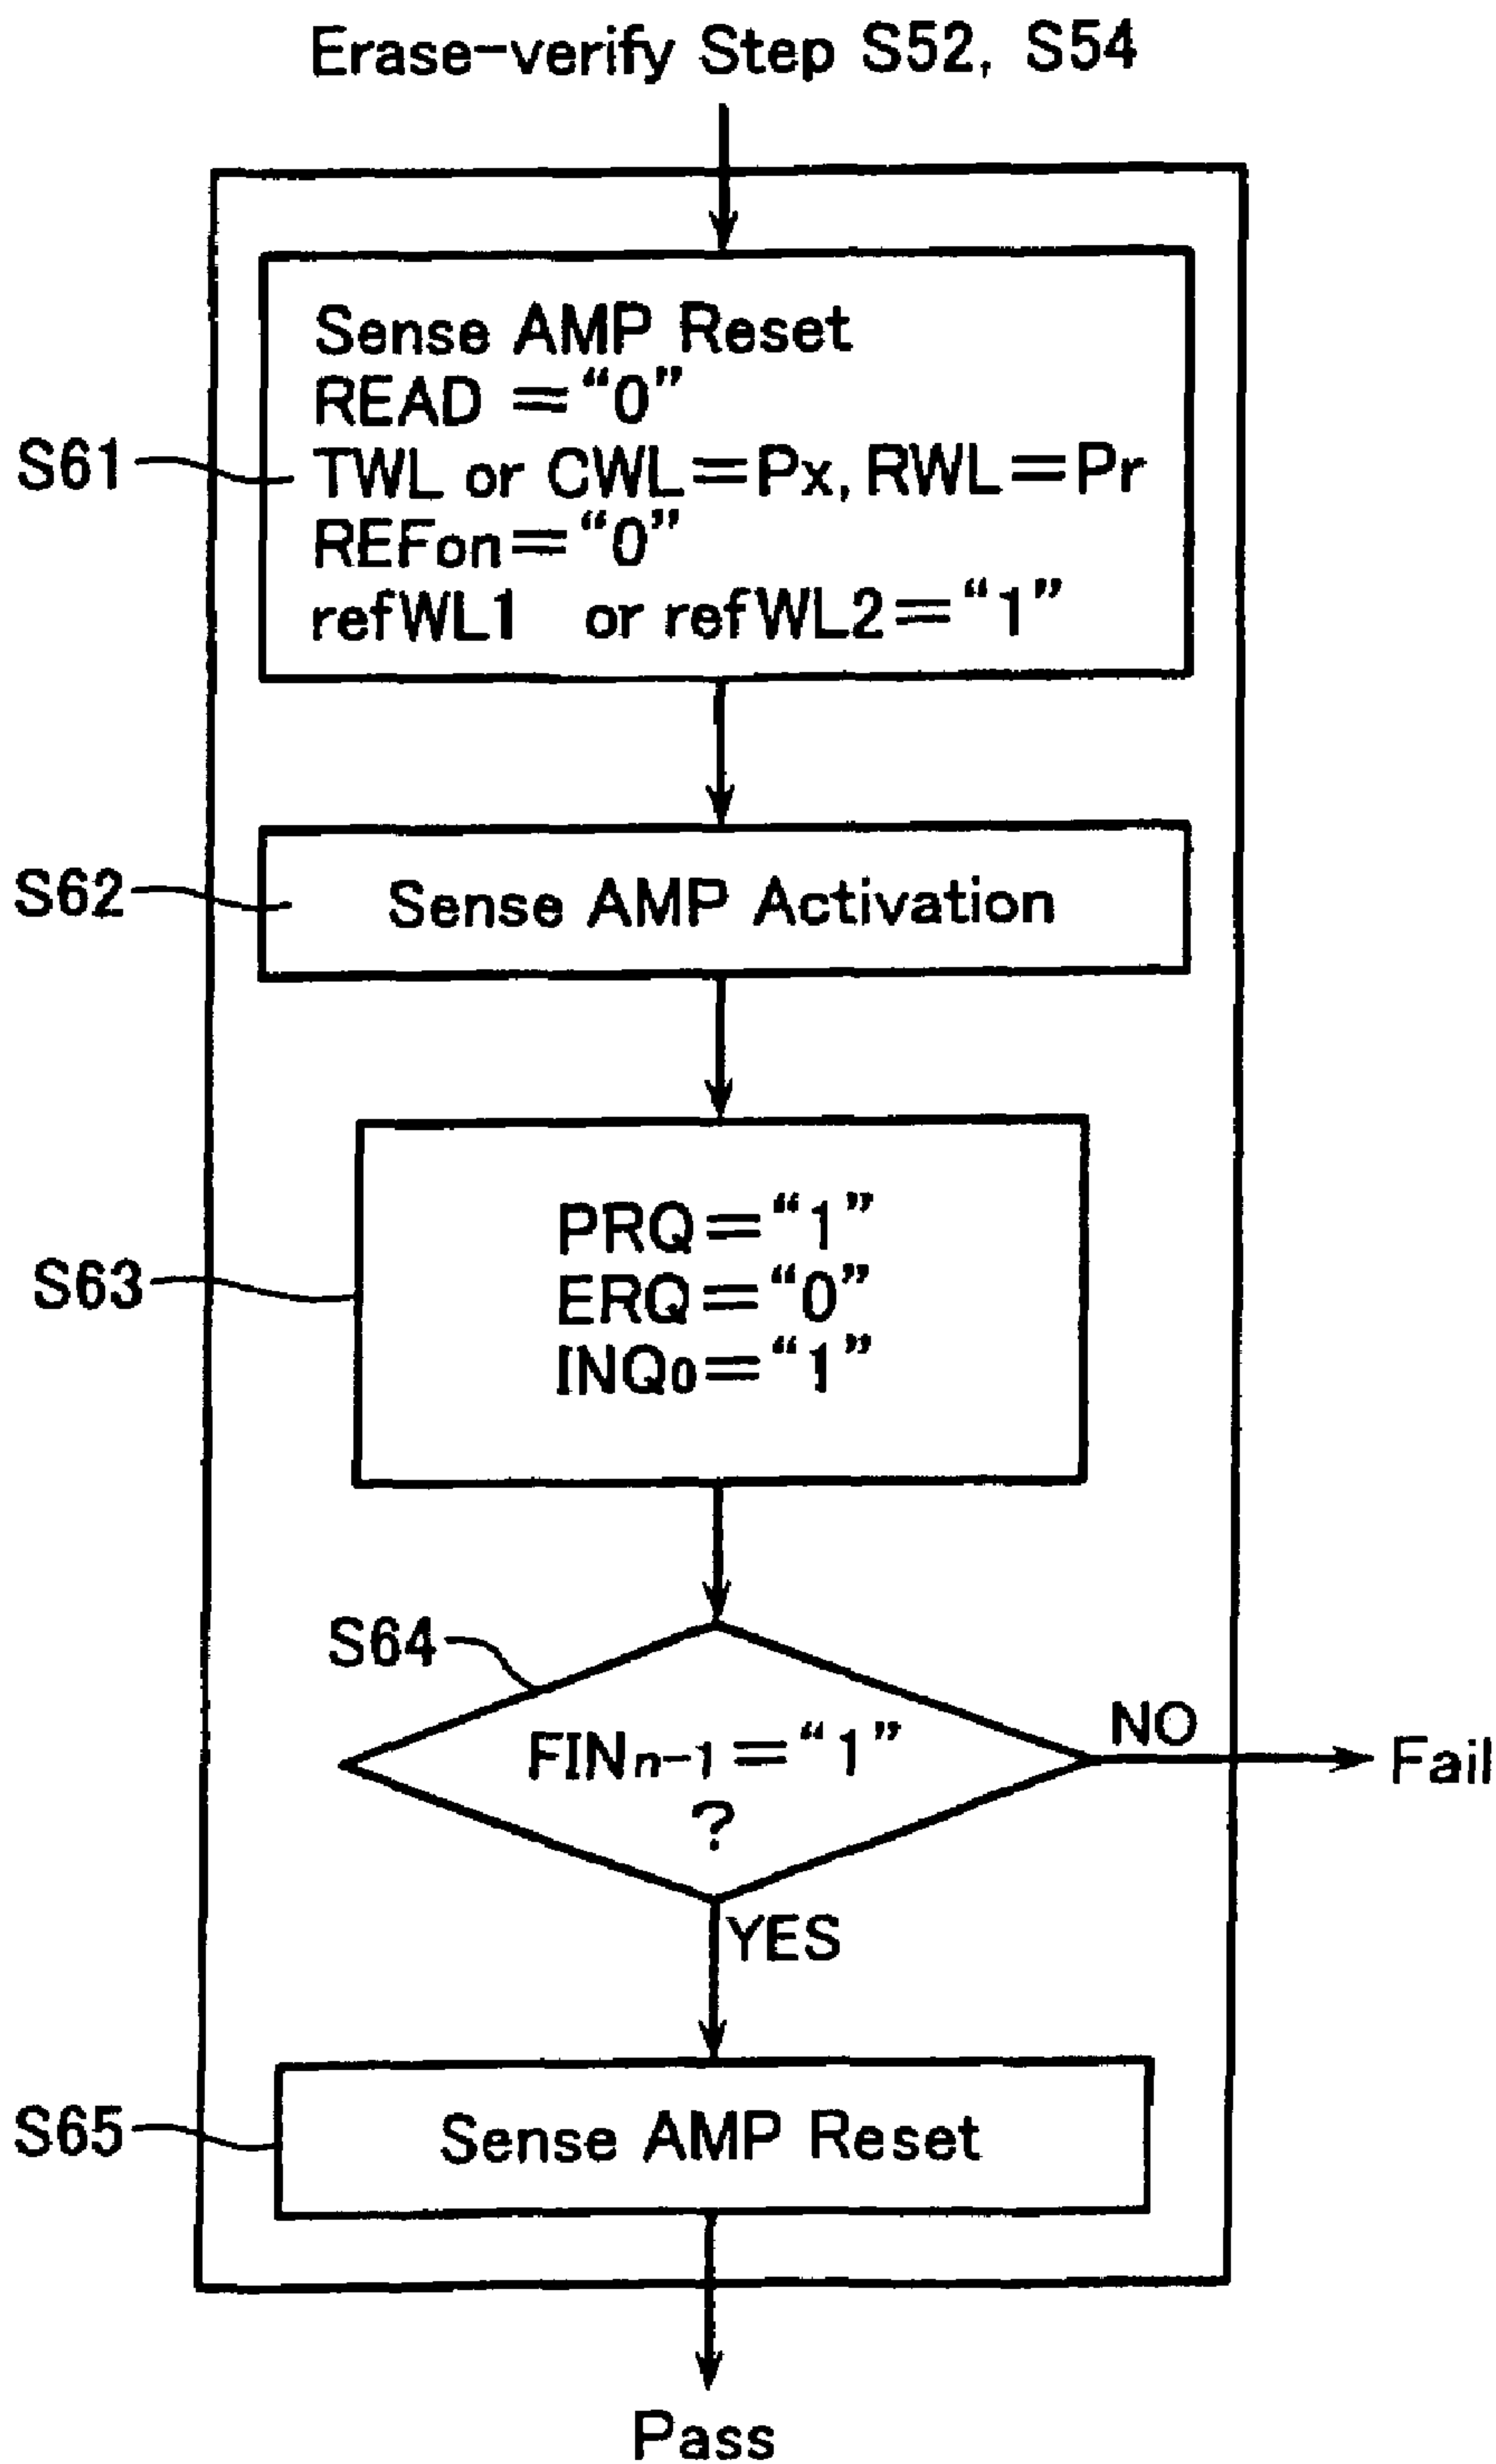 Erase-verify Step S52, S54
Sense AMP Reset
READ =“0”
S61
TWL or CWL=Px, RWL=Pr
REFon=“0”
refWL1 or refWL2=“1”
S62
Sense AMP Activation
PRQ=“1”
S63
ERQ=“0”
INQ0=“1”
S64
FINn-1=“1”
?
NO
Fail
YES
S65
Sense AMP Reset
Pass